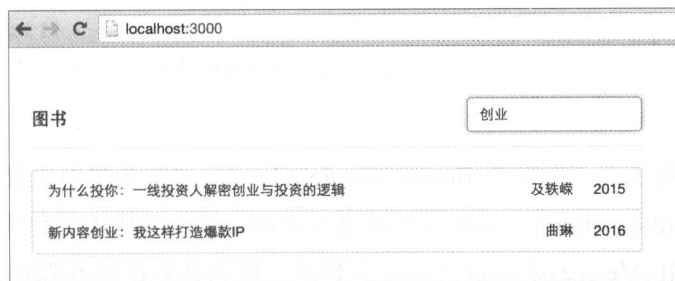 localhost:3000
图书
创业
为什么投你：一线投资人解密创业与投资的逻辑 及轶嵘 2015
新内容创业：我这样打造爆款IP 曲琳 2016